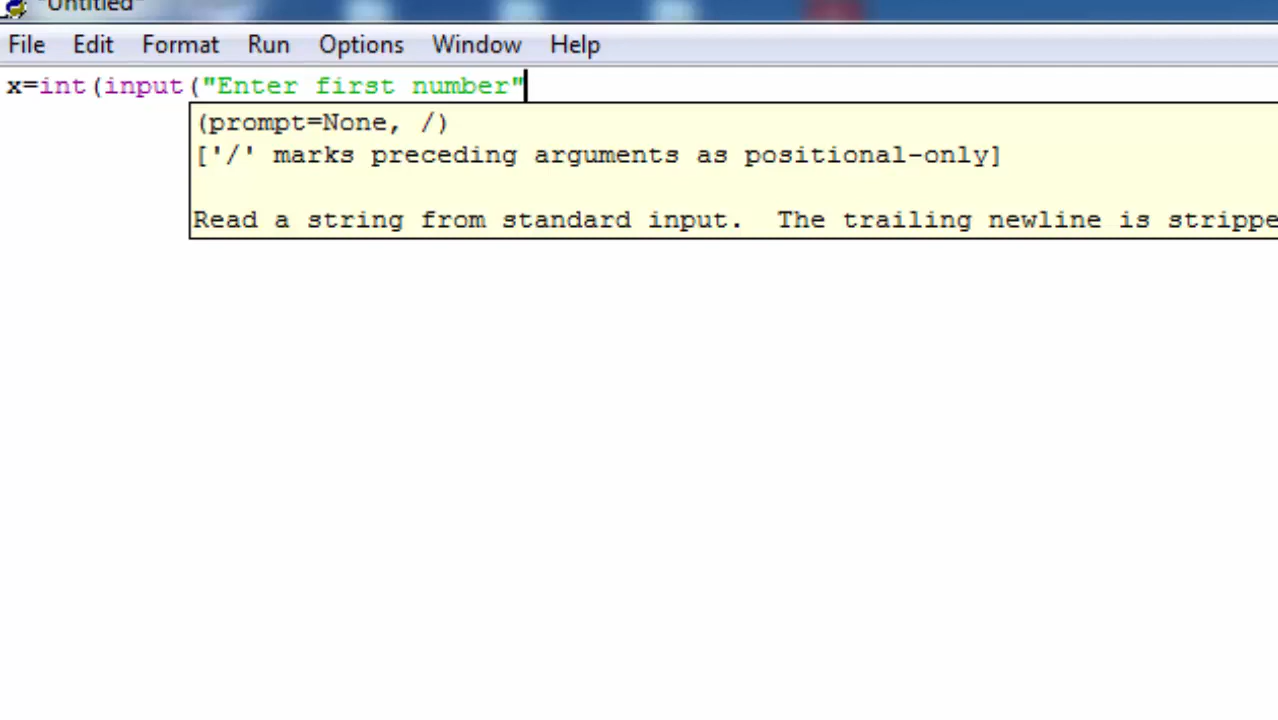 "Untitled"
File Edit Format Run Options Window Help
x=int(input("Enter first number"
(prompt=None, /)
['/' marks preceding arguments as positional-only]
Read a string from standard input.  The trailing newline is strippe